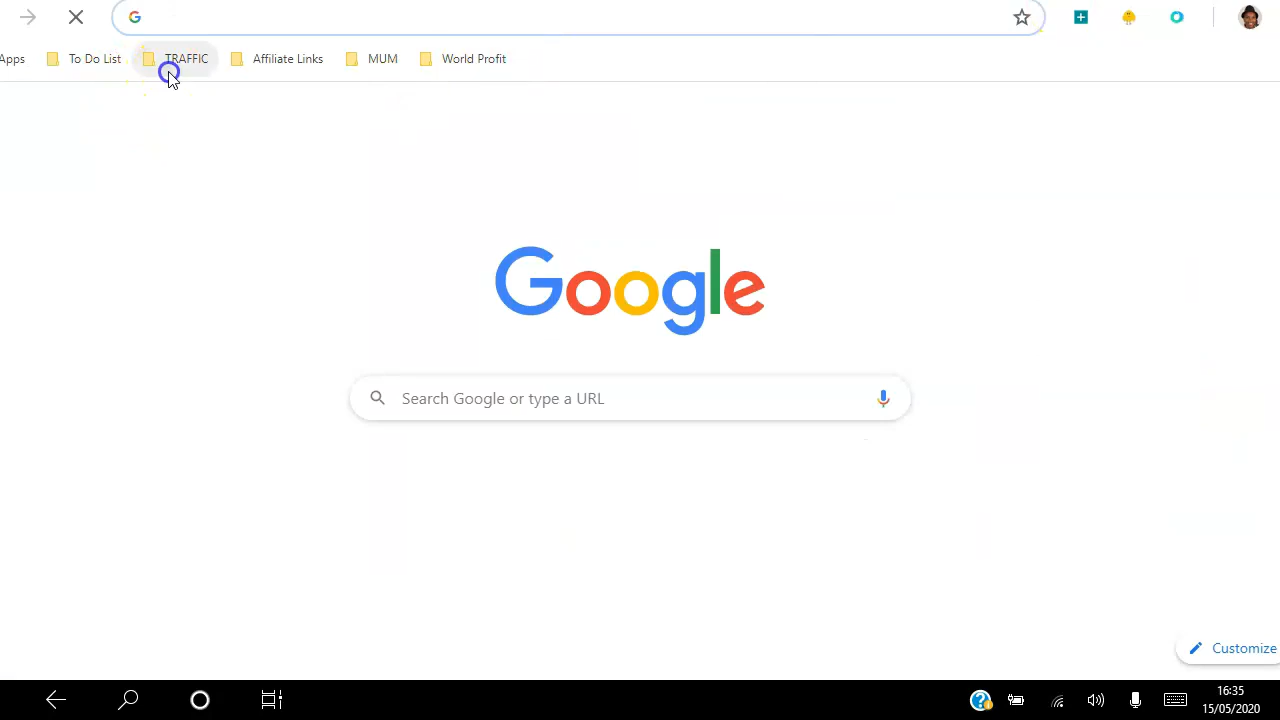 Apps To Do List TRAFFIC Affiliate Links MUM World Profit
Google
Search Google or type a URL
Customize
16:35
15/05/2020